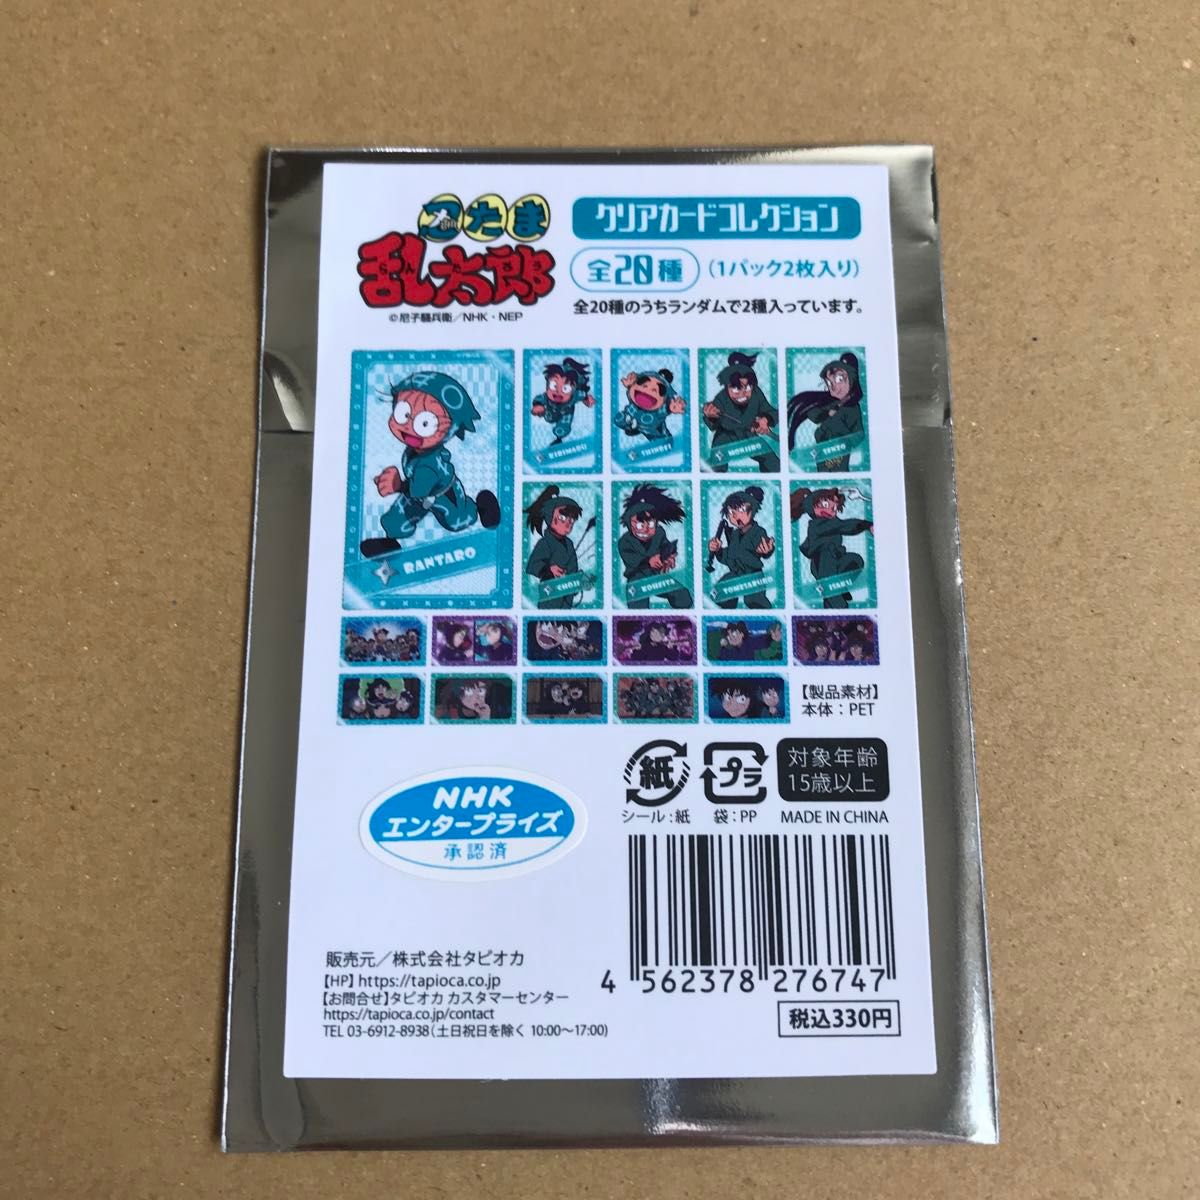 忍たま
乱太郎
らんたろう
©尼子騒兵衛／NHK・NEP
クリアカードコレクション
全20種
(1パック2枚入り)
全20種のうちランダムで2種入っています。
RANTARO
KIRIMARU
SHINBEI
MONJIRO
SENZO
CHOJI
KOHEITA
TOMESABURO
ISAKU
【製品素材】
本体：PET
紙
プラ
対象年齢
15歳以上
シール：紙
袋：PP
MADE IN CHINA
NHK
エンタープライズ
承認済
販売元／株式会社タピオカ
【HP】https://tapioca.co.jp
【お問合せ】タピオカ カスタマーセンター
https://tapioca.co.jp/contact
TEL 03-6912-8938(土日祝日を除く 10:00〜17:00)
4 562378 276747
税込330円